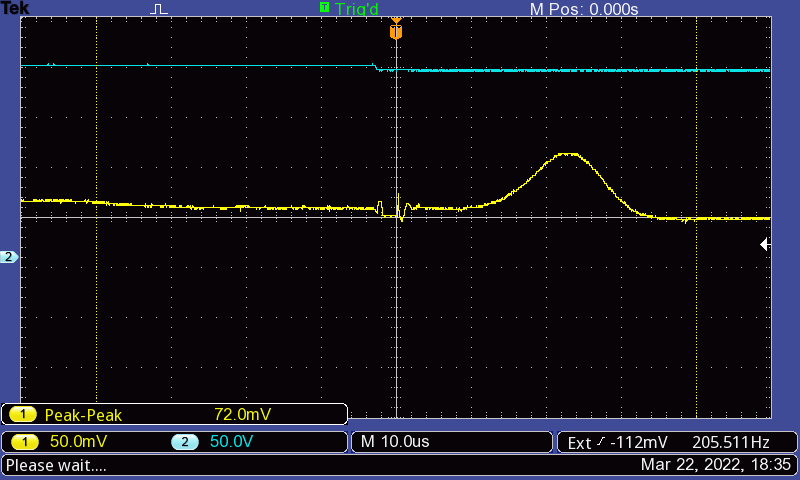 Tek T Trig'd M Pos: 0.000s
T
2
1 Peak-Peak 72.0mV
1 50.0mV 2 50.0V M 10.0us Ext -112mV 205.511Hz
Please wait.... Mar 22, 2022, 18:35